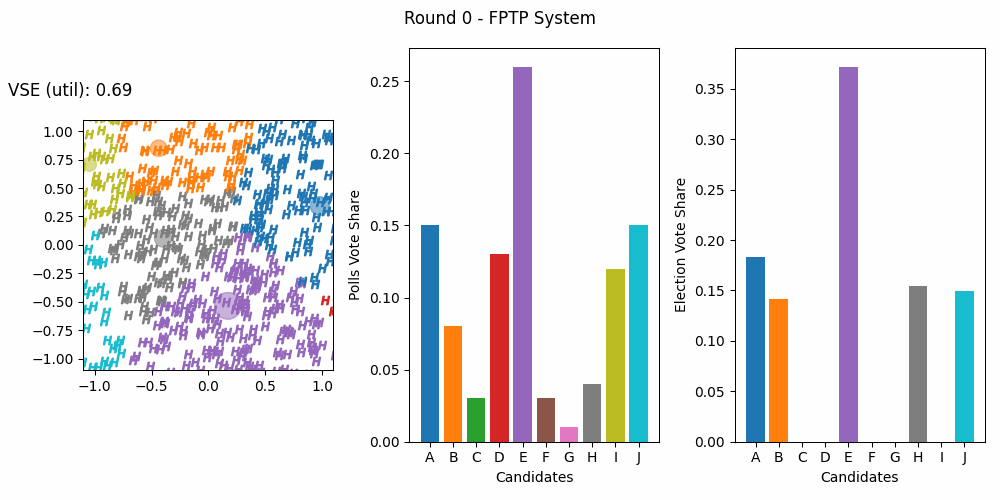 Round 0 - FPTP System
VSE (util): 0.69
1.00
0.75
0.50
0.25
0.00
−0.25
−0.50
−0.75
−1.00
−1.0 −0.5 0.0 0.5 1.0
Polls Vote Share
0.25
0.20
0.15
0.10
0.05
0.00
A B C D E F G H I J
Candidates
Election Vote Share
0.35
0.30
0.25
0.20
0.15
0.10
0.05
0.00
A B C D E F G H I J
Candidates